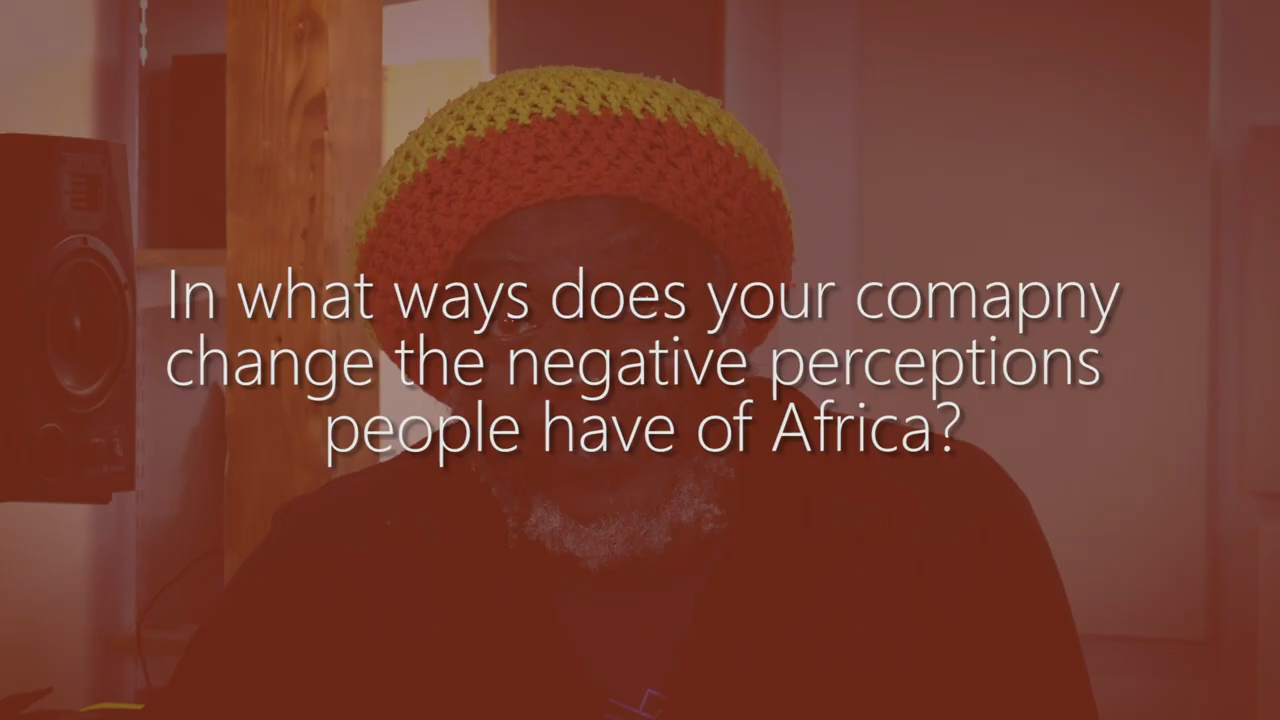 In what ways does your comapny
change the negative perceptions
people have of Africa?